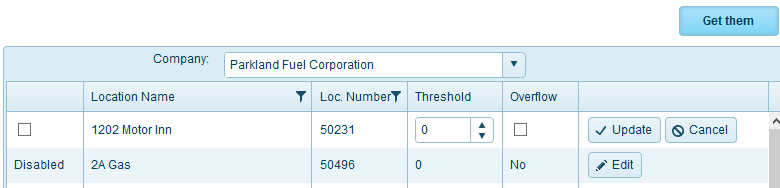 Get them
Company: Parkland Fuel Corporation
Location Name Loc. Number Threshold Overflow
1202 Motor Inn 50231 0 Update Cancel
Disabled 2A Gas 50496 0 No Edit